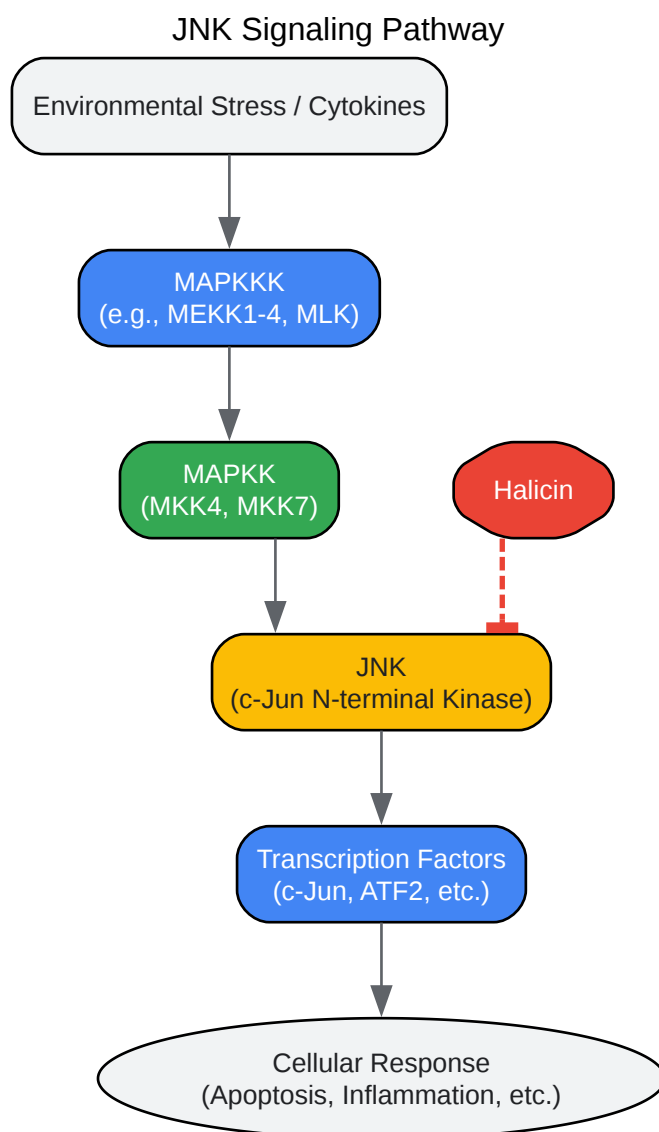 JNK Signaling Pathway
Environmental Stress / Cytokines
MAPKKK
(e.g., MEKK1-4, MLK)
MAPKK
(MKK4, MKK7)
Halicin
JNK
(c-Jun N-terminal Kinase)
Transcription Factors
(c-Jun, ATF2, etc.)
Cellular Response
(Apoptosis, Inflammation, etc.)